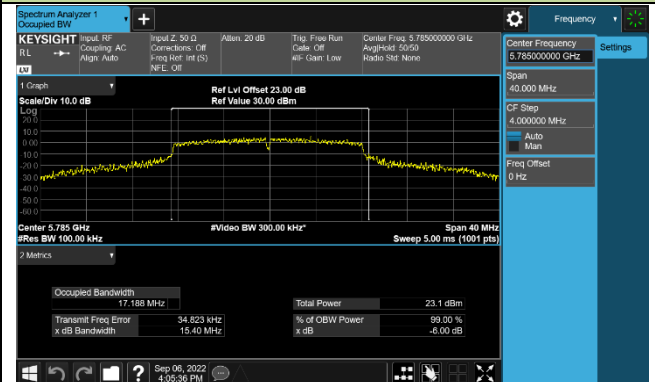 Spectrum Analyzer 1
Occupied BW
Frequency
KEYSIGHT
RL
LXI
Input: RF
Coupling: AC
Align: Auto
Input Z: 50 Ω
Corrections: Off
Freq Ref: Int (S)
NFE: Off
Atten: 20 dB
Trig: Free Run
Gate: Off
#IF Gain: Low
Center Freq: 5.785000000 GHz
Avg|Hold: 50/50
Radio Std: None
Center Frequency
5.785000000 GHz
Settings
Span
40.000 MHz
CF Step
4.000000 MHz
Auto
Man
Freq Offset
0 Hz
1 Graph
Scale/Div 10.0 dB
Ref Lvl Offset 23.00 dB
Ref Value 30.00 dBm
Log
20.0
10.0
0.00
-10.0
-20.0
-30.0
-40.0
-50.0
-60.0
Center 5.785 GHz
#Video BW 300.00 kHz*
Span 40 MHz
#Res BW 100.00 kHz
Sweep 5.00 ms (1001 pts)
2 Metrics
Occupied Bandwidth
17.188 MHz
Total Power
23.1 dBm
Transmit Freq Error
34.823 kHz
% of OBW Power
99.00 %
x dB Bandwidth
15.40 MHz
x dB
-6.00 dB
Sep 06, 2022
4:05:36 PM